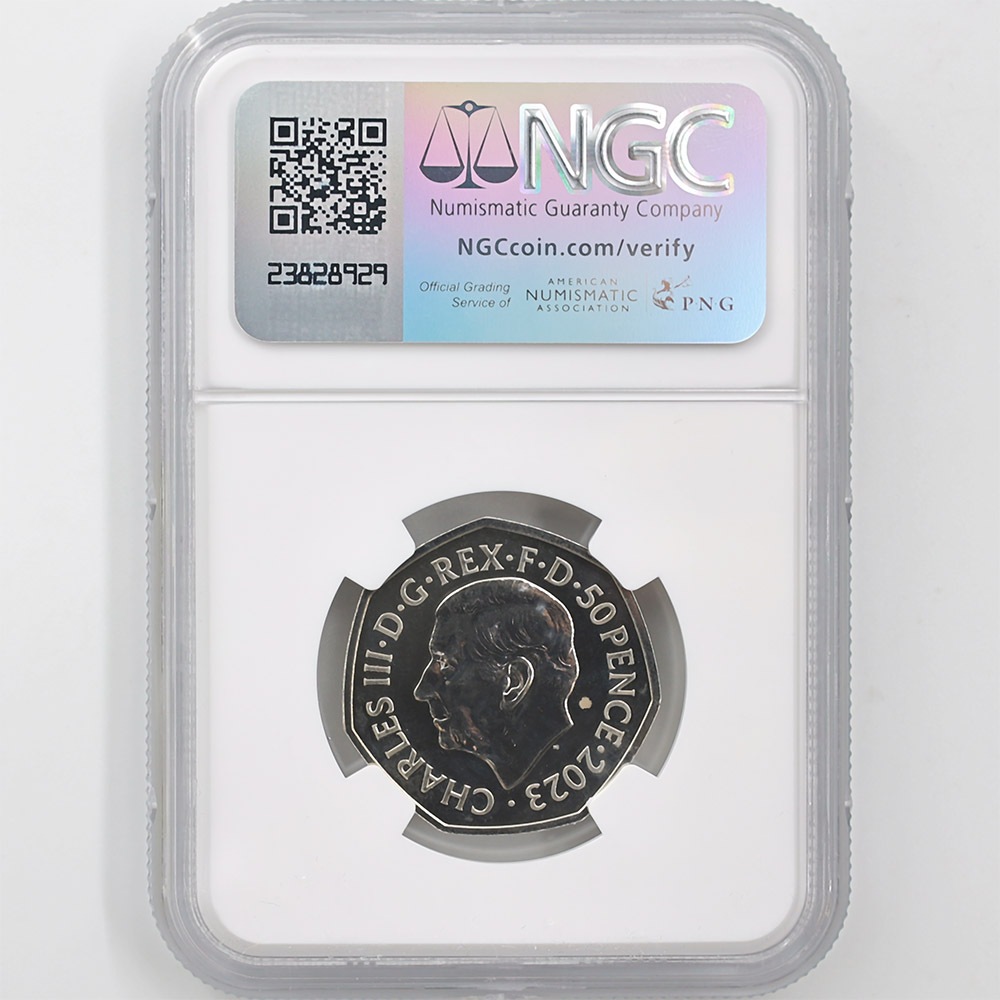 NGC
Numismatic Guaranty Company
NGCcoin.com/verify
23828929
Official Grading
Service of
AMERICAN
NUMISMATIC
ASSOCIATION
PNG
CHARLES III · D · G · REX · F · D · 50 PENCE · 2023 ·